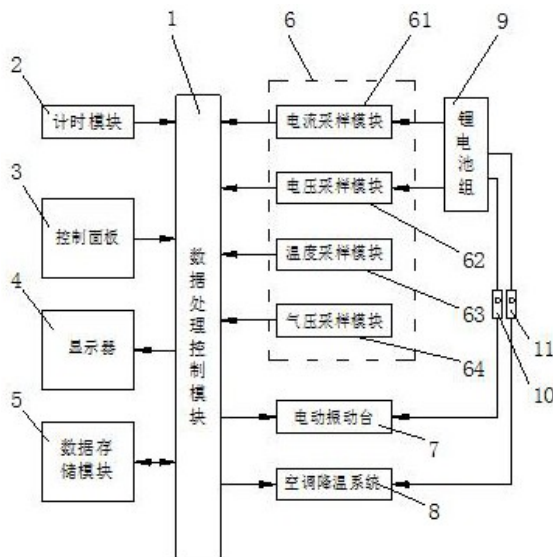 1
6
61
9
2
计时模块
电流采样模块
锂电池组
3
控制面板
电压采样模块
62
数据处理控制模块
温度采样模块
63
4
显示器
气压采样模块
64
10
11
5
数据存
储模块
电动振动台
7
空调降温系统
8